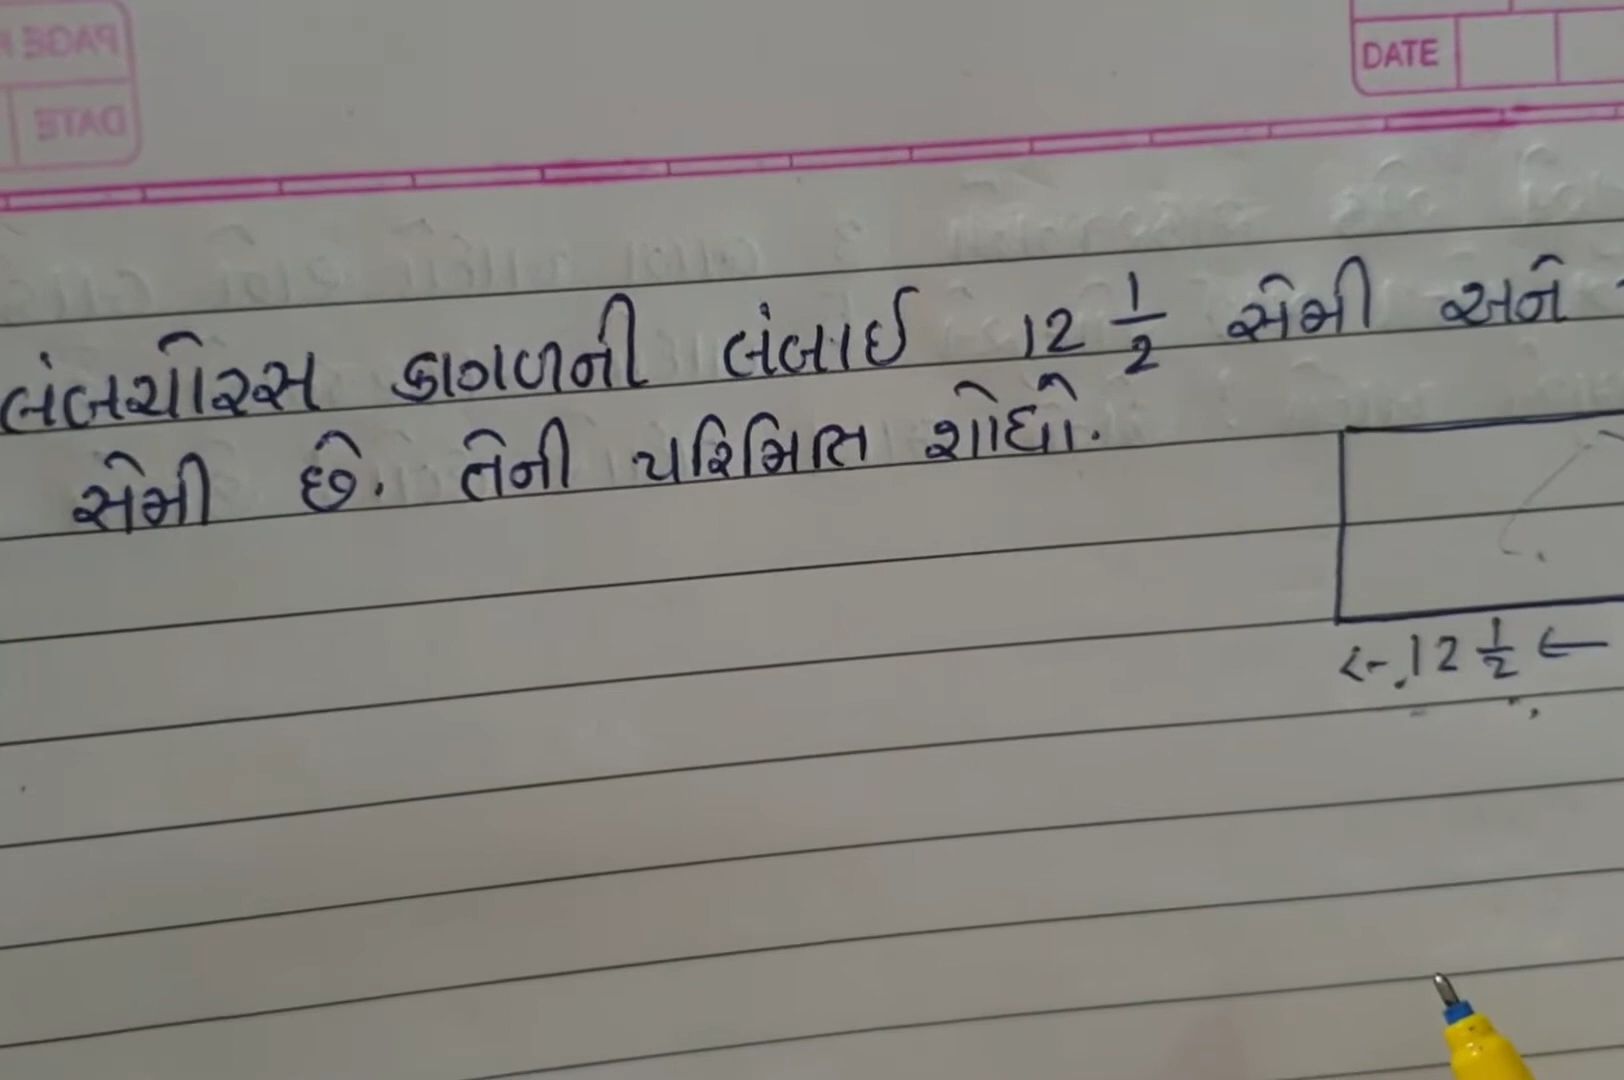 DATE
લંબચોરસ કાગળની લંબાઈ 12 1/2 સેમી અને
સેમી છે. તેની પરિમિતિ શોધો.
12 1/2